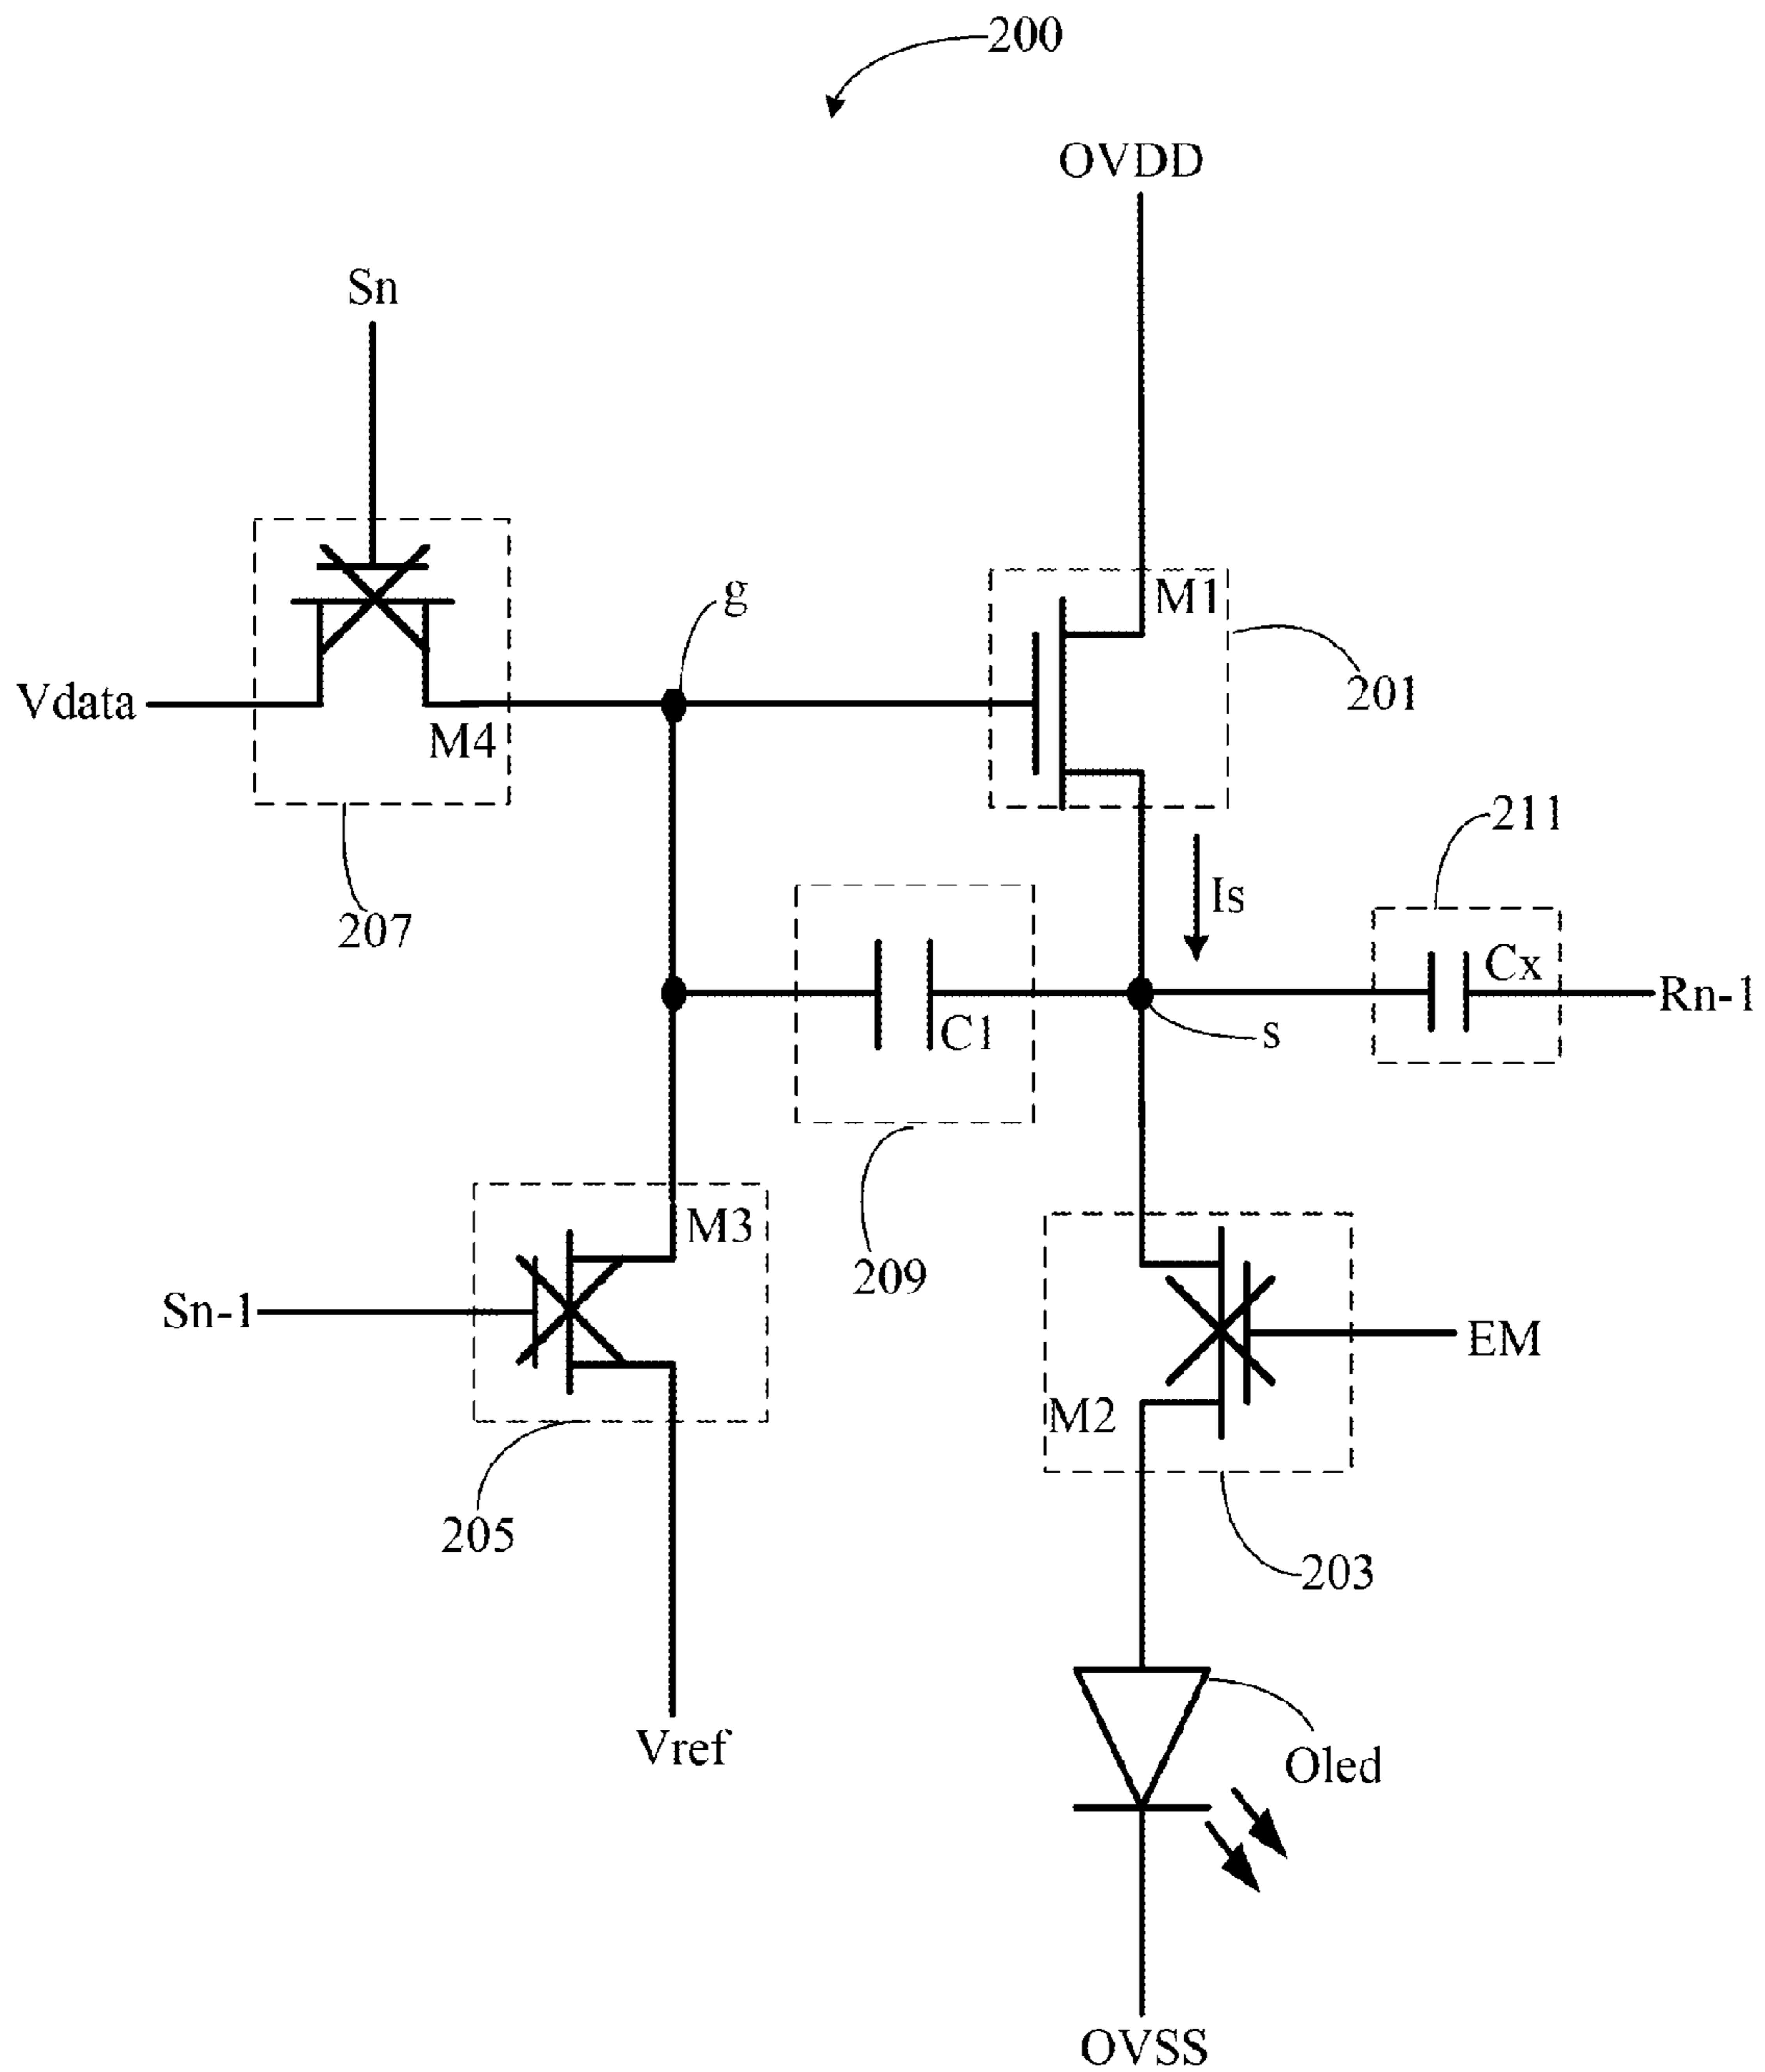 200
OVDD
Sn
g
M1
201
Vdata
M4
211
Is
207
Cx
Rn-1
C1
s
M3
209
Sn-1
EM
M2
205
203
Vref
Oled
OVSS